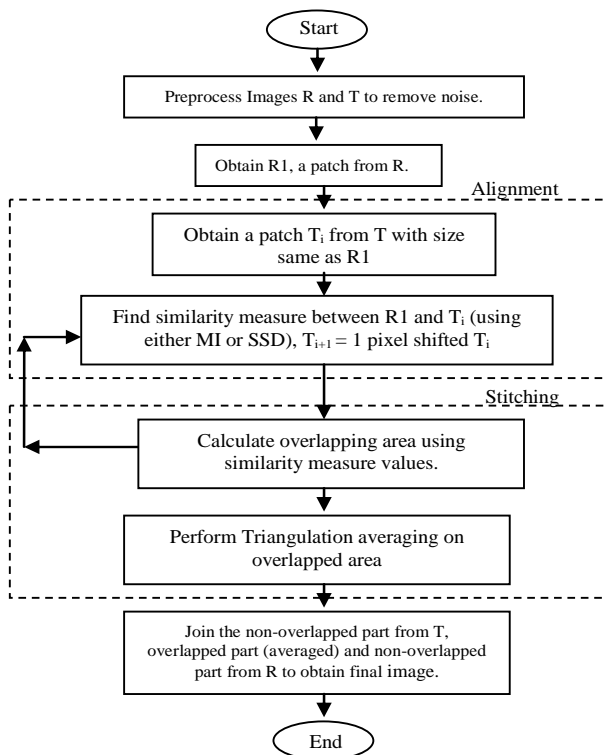 Start
Preprocess Images R and T to remove noise.
Obtain R1, a patch from R.
Alignment
Obtain a patch Ti from T with size
same as R1
Find similarity measure between R1 and Ti (using
either MI or SSD), Ti+1 = 1 pixel shifted Ti
Stitching
Calculate overlapping area using
similarity measure values.
Perform Triangulation averaging on
overlapped area
Join the non-overlapped part from T,
overlapped part (averaged) and non-overlapped
part from R to obtain final image.
End